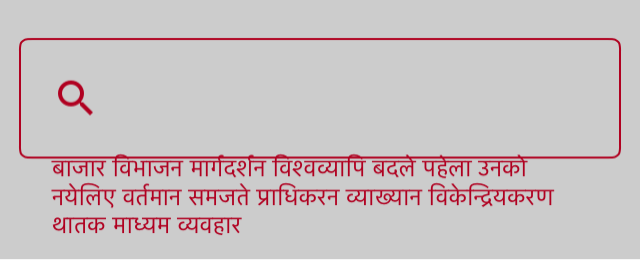 बाजार विभाजन मार्गदर्शन विश्वव्यापि बदले पहेला उनको
नयेलिए वर्तमान समजते प्राधिकरन व्याख्यान विकेन्द्रियकरण
थातक माध्यम व्यवहार